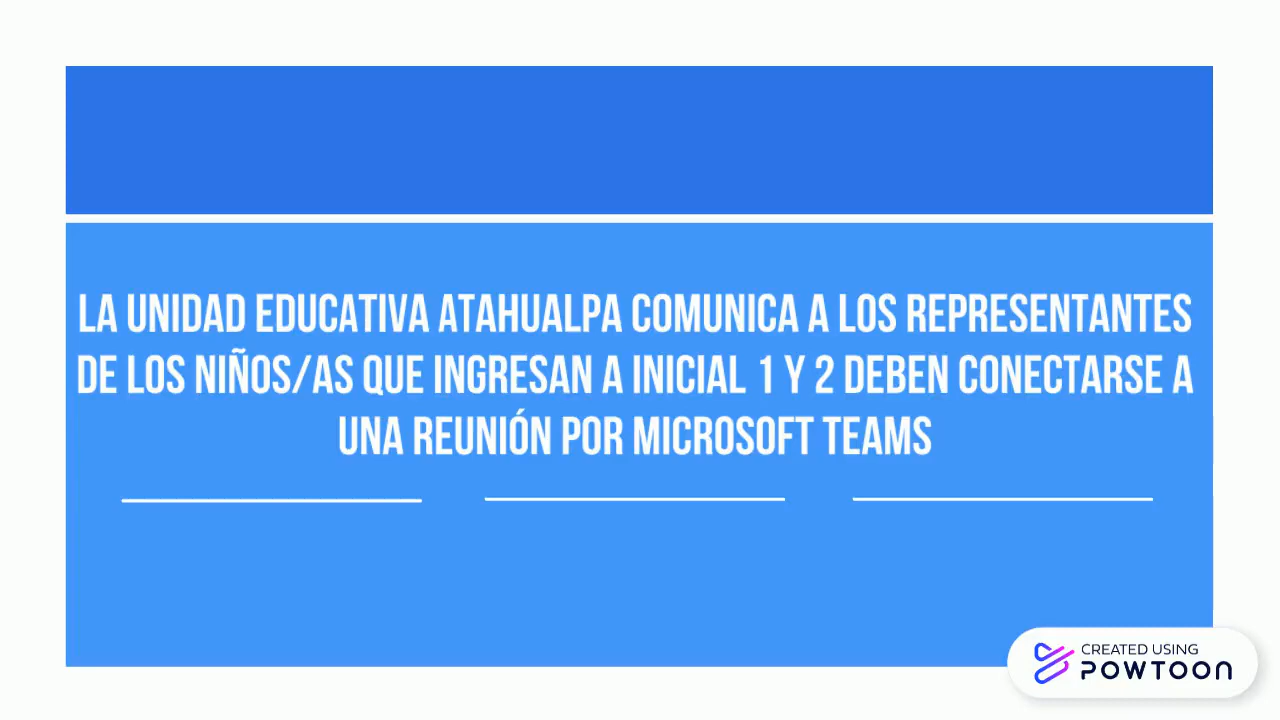 LA UNIDAD EDUCATIVA ATAHUALPA COMUNICA A LOS REPRESENTANTES
DE LOS NIÑOS/AS QUE INGRESAN A INICIAL 1 Y 2 DEBEN CONECTARSE A
UNA REUNIÓN POR MICROSOFT TEAMS
CREATED USING
POWTOON